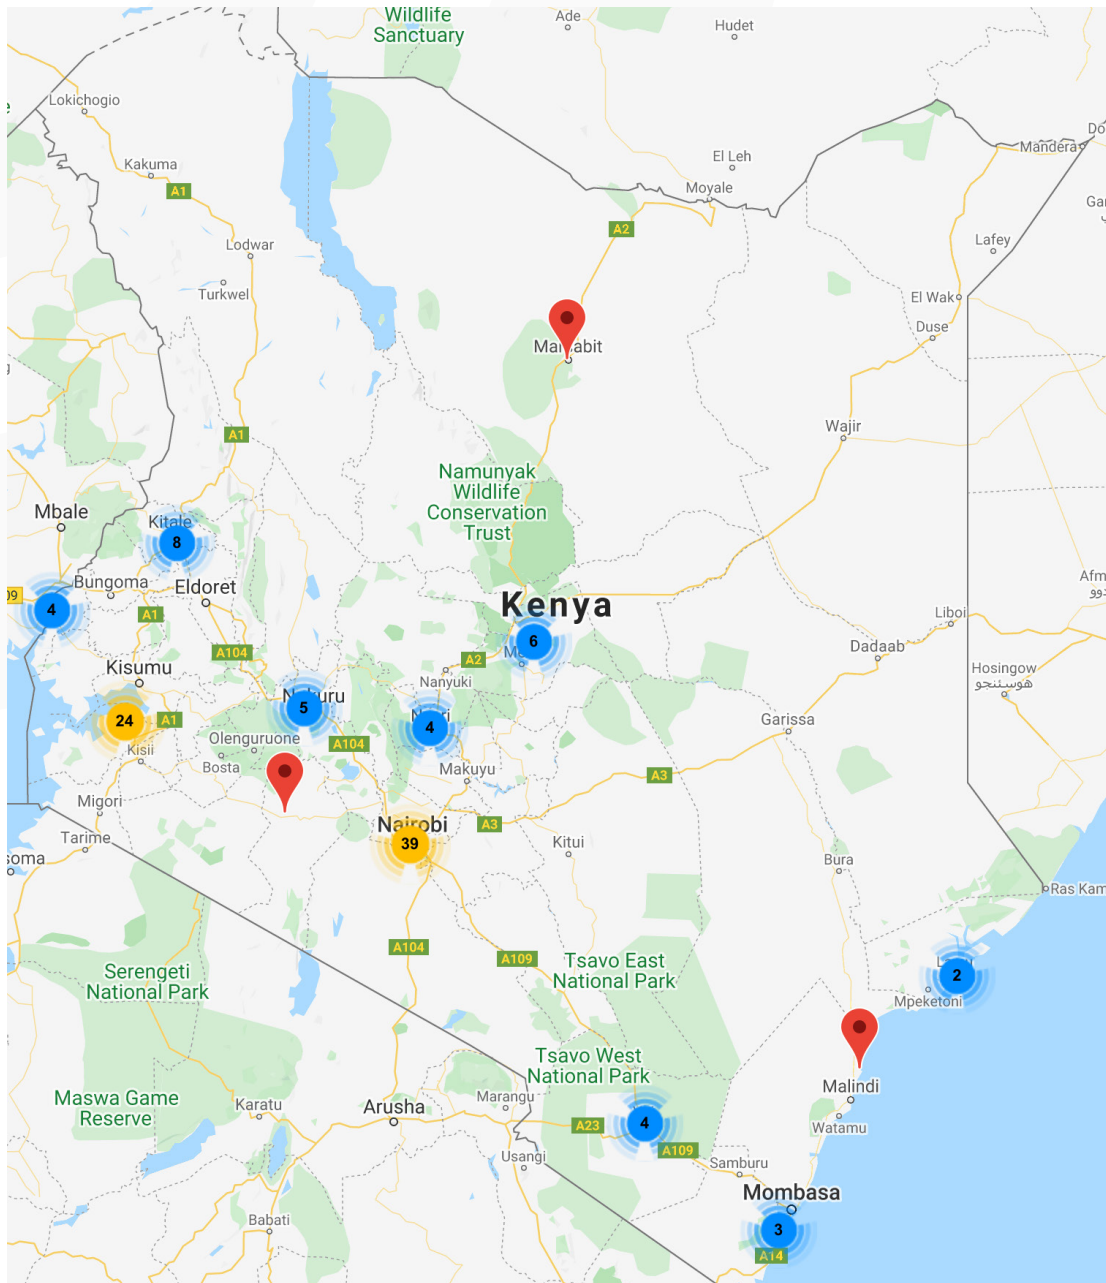 Wildlife
Sanctuary
Ade
Hudet
Lokichogio
Kakuma
A1
El Leh
Moyale
Mandera
Lodwar
Turkwel
A2
Lafey
El Wak
Duse
A1
Wajir
Namunyak
Wildlife
Conservation
Trust
Mbale
Kitale
8
Bungoma
Eldoret
09
4
A1
Kenya
Liboi
6
Dadaab
Kisumu
A104
A2
Nanyuki
Hosingow
هوسئنجو
5
24
A1
4
Garissa
Olenguruone
A104
Kisii
Bosta
Makuyu
A3
Migori
Nairobi
A3
39
Tarime
Kitui
soma
Bura
Ras Kam
A104
A109
Tsavo East
National Park
Serengeti
National Park
2
Mpeketoni
Tsavo West
National Park
Malindi
Maswa Game
Reserve
Karatu
Arusha
Marangu
A23
4
Watamu
A109
Usangi
Samburu
Mombasa
Babati
3
A14